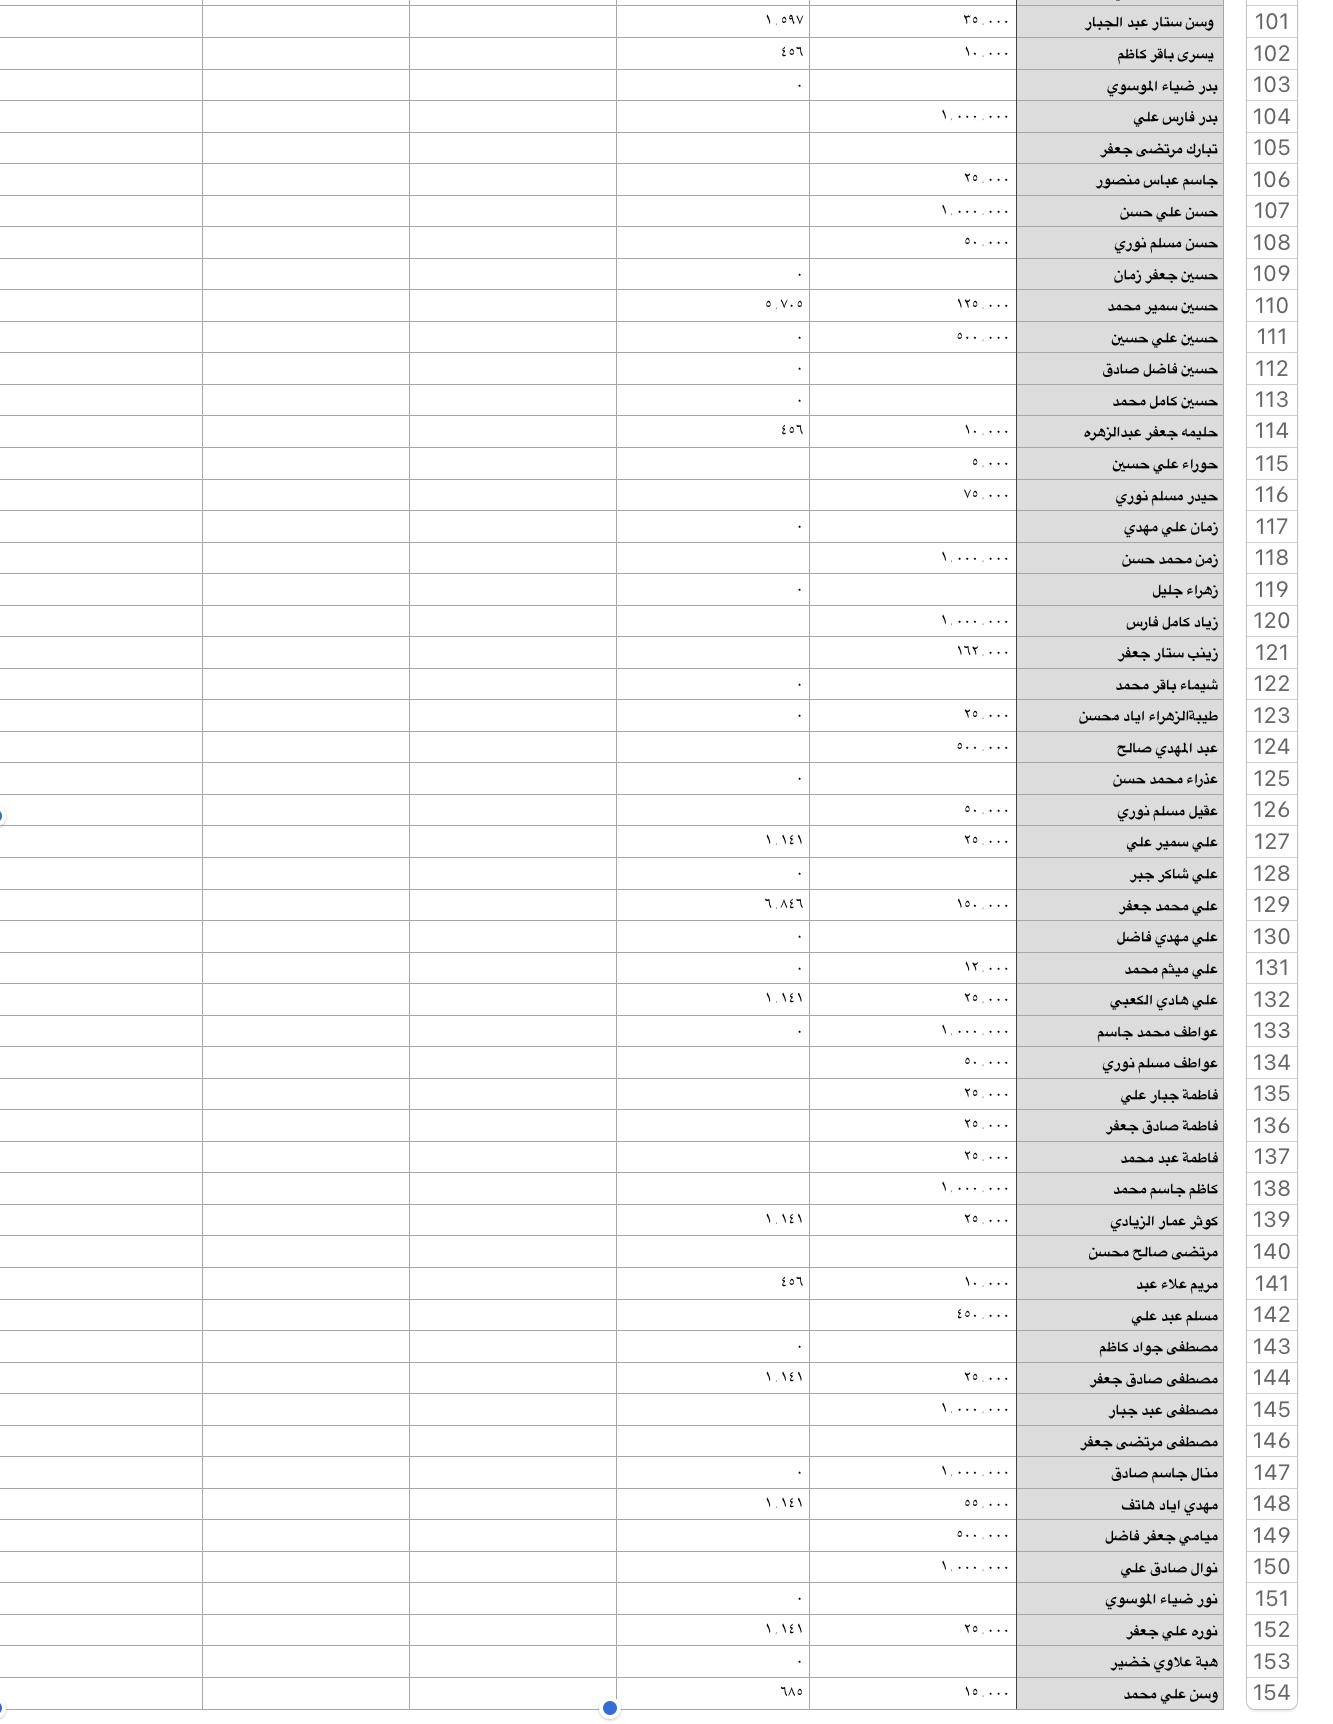 101 وسن ستار عبد الجبار ٣٥,٠٠٠ ١,٥٩٧
102 يسرى باقر كاظم ١٠,٠٠٠ ٤٥٦
103 بدر ضياء الموسوي ٠
104 بدر فارس علي ١,٠٠٠,٠٠٠
105 تبارك مرتضى جعفر
106 جاسم عباس منصور ٢٥,٠٠٠
107 حسن علي حسن ١,٠٠٠,٠٠٠
108 حسن مسلم نوري ٥٠,٠٠٠
109 حسين جعفر زمان ٠
110 حسين سمير محمد ١٢٥,٠٠٠ ٥,٧٠٥
111 حسين علي حسين ٥٠٠,٠٠٠ ٠
112 حسين فاضل صادق ٠
113 حسين كامل محمد ٠
114 حليمه جعفر عبدالزهره ١٠,٠٠٠ ٤٥٦
115 حوراء علي حسين ٥,٠٠٠
116 حيدر مسلم نوري ٧٥,٠٠٠
117 زمان علي مهدي ٠
118 زمن محمد حسن ١,٠٠٠,٠٠٠
119 زهراء جليل ٠
120 زياد كامل فارس ١,٠٠٠,٠٠٠
121 زينب ستار جعفر ١٦٢,٠٠٠
122 شيماء باقر محمد ٠
123 طيبةالزهراء اياد محسن ٢٥,٠٠٠ ٠
124 عبد المهدي صالح ٥٠٠,٠٠٠
125 عذراء محمد حسن ٠
126 عقيل مسلم نوري ٥٠,٠٠٠
127 علي سمير علي ٢٥,٠٠٠ ١,١٤١
128 علي شاكر جبر ٠
129 علي محمد جعفر ١٥٠,٠٠٠ ٦,٨٤٦
130 علي مهدي فاضل ٠
131 علي ميثم محمد ١٢,٠٠٠ ٠
132 علي هادي الكعبي ٢٥,٠٠٠ ١,١٤١
133 عواطف محمد جاسم ١,٠٠٠,٠٠٠ ٠
134 عواطف مسلم نوري ٥٠,٠٠٠
135 فاطمة جبار علي ٢٥,٠٠٠
136 فاطمة صادق جعفر ٢٥,٠٠٠
137 فاطمة عبد محمد ٢٥,٠٠٠
138 كاظم جاسم محمد ١,٠٠٠,٠٠٠
139 كوثر عمار الزيادي ٢٥,٠٠٠ ١,١٤١
140 مرتضى صالح محسن
141 مريم علاء عبد ١٠,٠٠٠ ٤٥٦
142 مسلم عبد علي ٤٥٠,٠٠٠
143 مصطفى جواد كاظم ٠
144 مصطفى صادق جعفر ٢٥,٠٠٠ ١,١٤١
145 مصطفى عبد جبار ١,٠٠٠,٠٠٠
146 مصطفى مرتضى جعفر
147 منال جاسم صادق ١,٠٠٠,٠٠٠ ٠
148 مهدي اياد هاتف ٥٥,٠٠٠ ١,١٤١
149 ميامي جعفر فاضل ٥٠٠,٠٠٠
150 نوال صادق علي ١,٠٠٠,٠٠٠
151 نور ضياء الموسوي ٠
152 نوره علي جعفر ٢٥,٠٠٠ ١,١٤١
153 هبة علاوي خضير ٠
154 وسن علي محمد ١٥,٠٠٠ ٦٨٥